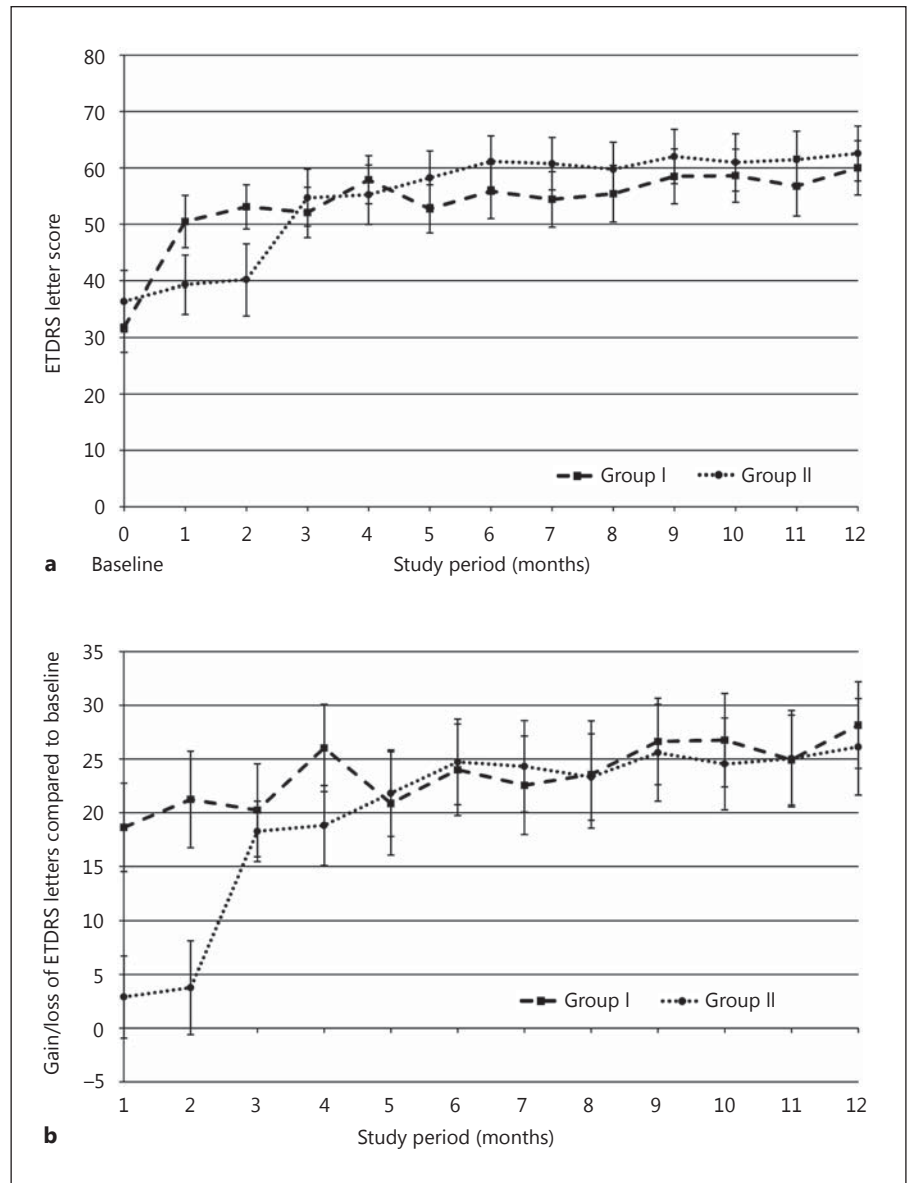 80
70
60
50
40
30
20
10
0
ETDRS letter score
Group I
Group II
0 1 2 3 4 5 6 7 8 9 10 11 12
a Baseline Study period (months)
35
30
25
20
15
10
5
0
–5
Gain/loss of ETDRS letters compared to baseline
Group I
Group II
1 2 3 4 5 6 7 8 9 10 11 12
b Study period (months)